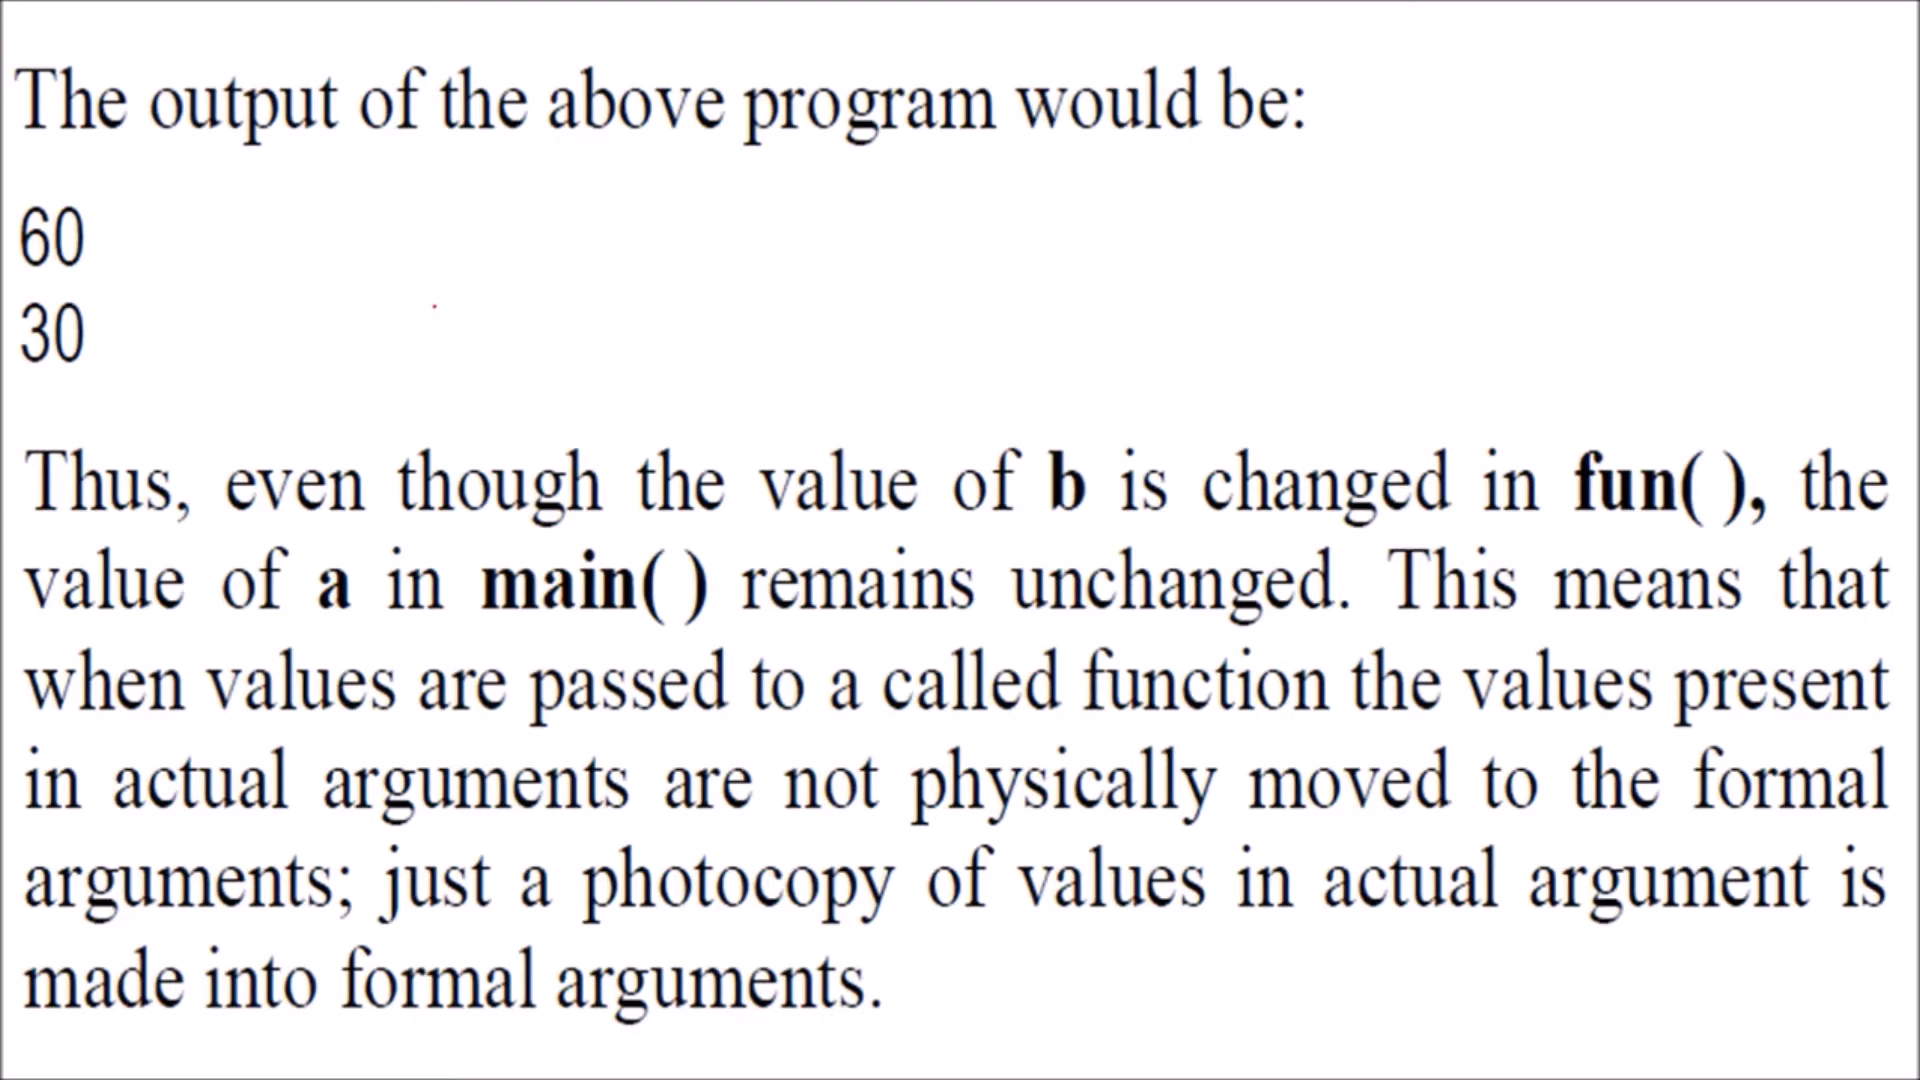 The output of the above program would be:
60
30
Thus, even though the value of b is changed in fun( ), the
value of a in main( ) remains unchanged. This means that
when values are passed to a called function the values present
in actual arguments are not physically moved to the formal
arguments; just a photocopy of values in actual argument is
made into formal arguments.